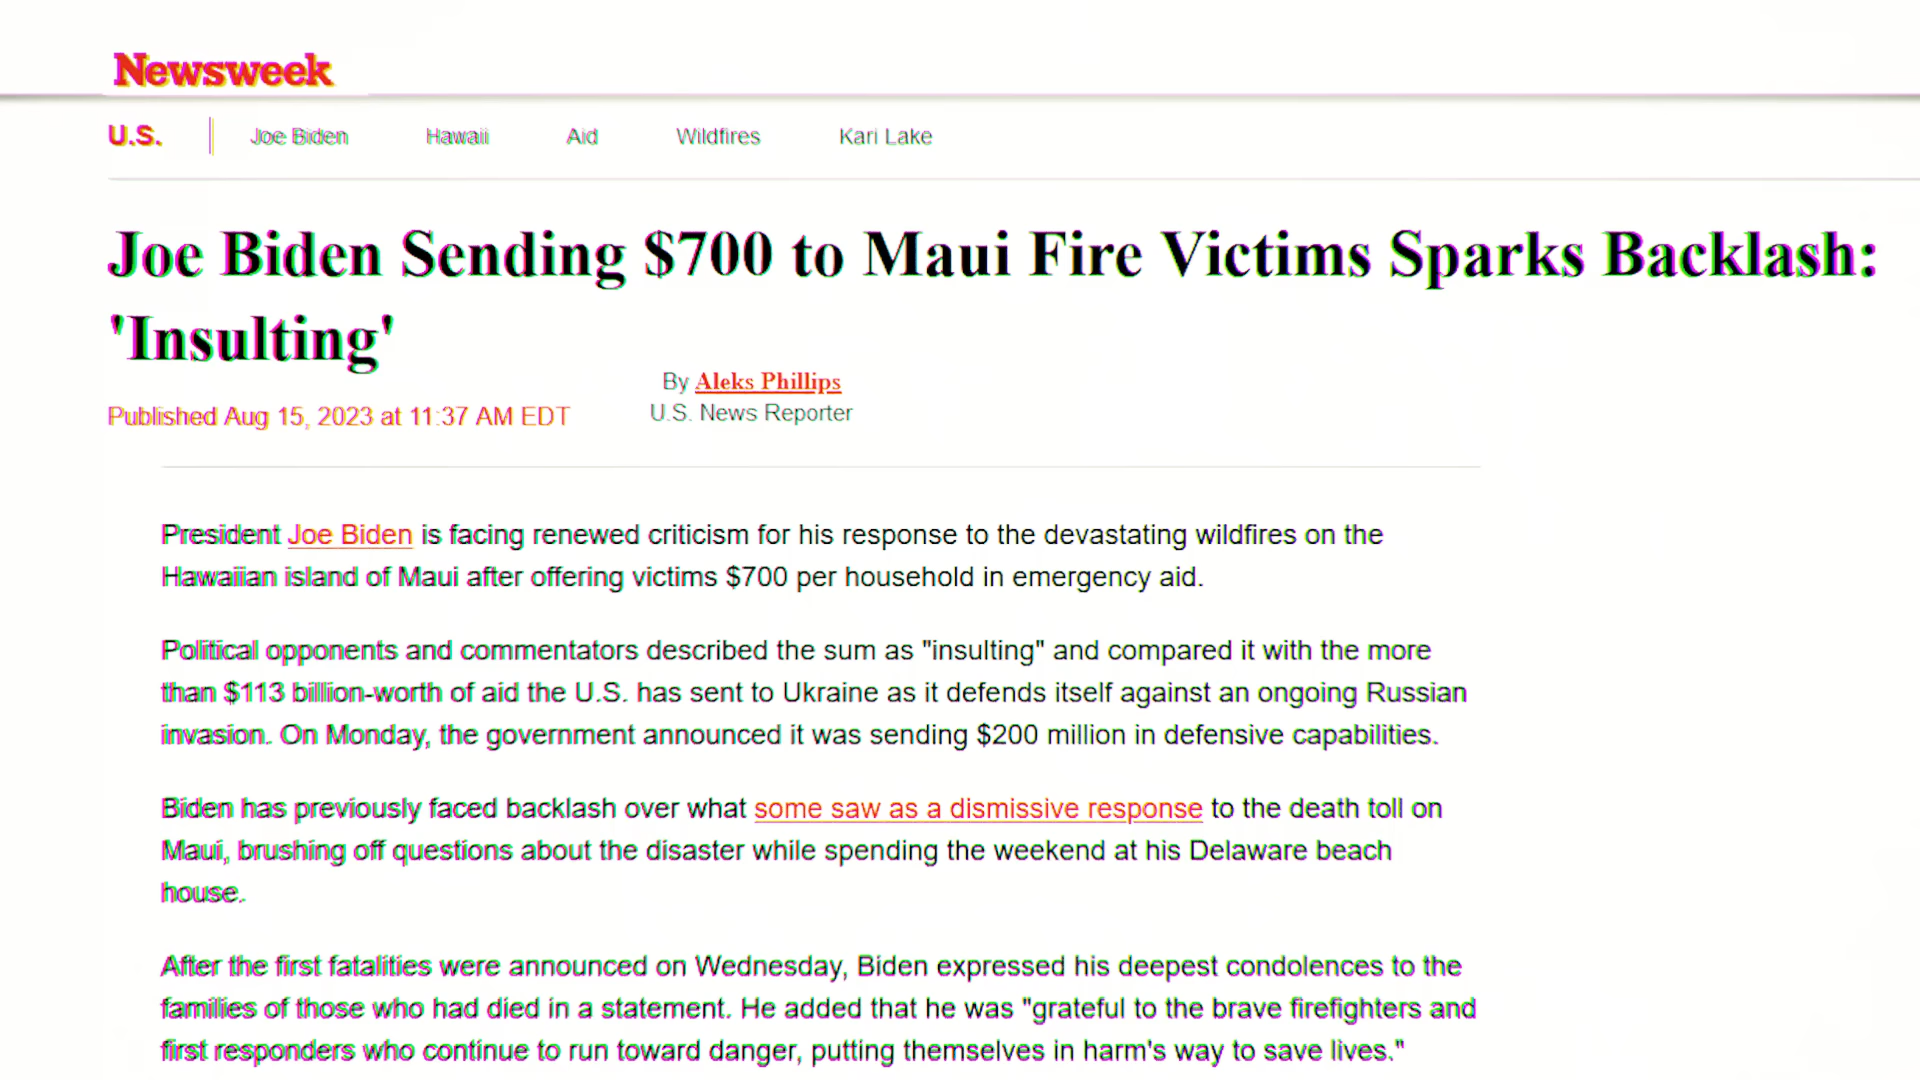 Newsweek
U.S. Joe Biden Hawaii Aid Wildfires Kari Lake
Joe Biden Sending $700 to Maui Fire Victims Sparks Backlash:
'Insulting'
By Aleks Phillips
Published Aug 15, 2023 at 11:37 AM EDT U.S. News Reporter
President Joe Biden is facing renewed criticism for his response to the devastating wildfires on the
Hawaiian island of Maui after offering victims $700 per household in emergency aid.
Political opponents and commentators described the sum as "insulting" and compared it with the more
than $113 billion-worth of aid the U.S. has sent to Ukraine as it defends itself against an ongoing Russian
invasion. On Monday, the government announced it was sending $200 million in defensive capabilities.
Biden has previously faced backlash over what some saw as a dismissive response to the death toll on
Maui, brushing off questions about the disaster while spending the weekend at his Delaware beach
house.
After the first fatalities were announced on Wednesday, Biden expressed his deepest condolences to the
families of those who had died in a statement. He added that he was "grateful to the brave firefighters and
first responders who continue to run toward danger, putting themselves in harm's way to save lives."